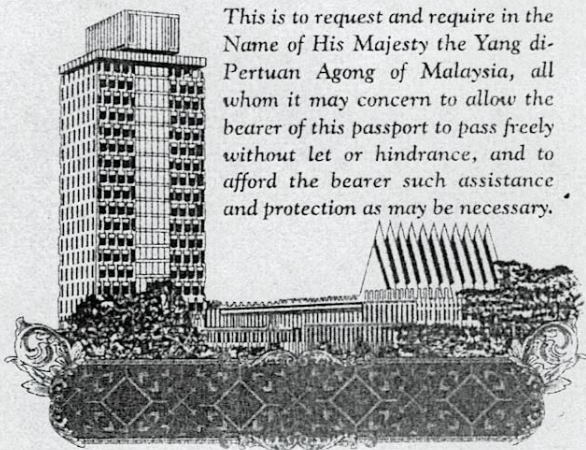 This is to request and require in the
Name of His Majesty the Yang di-
Pertuan Agong of Malaysia, all
whom it may concern to allow the
bearer of this passport to pass freely
without let or hindrance, and to
afford the bearer such assistance
and protection as may be necessary.